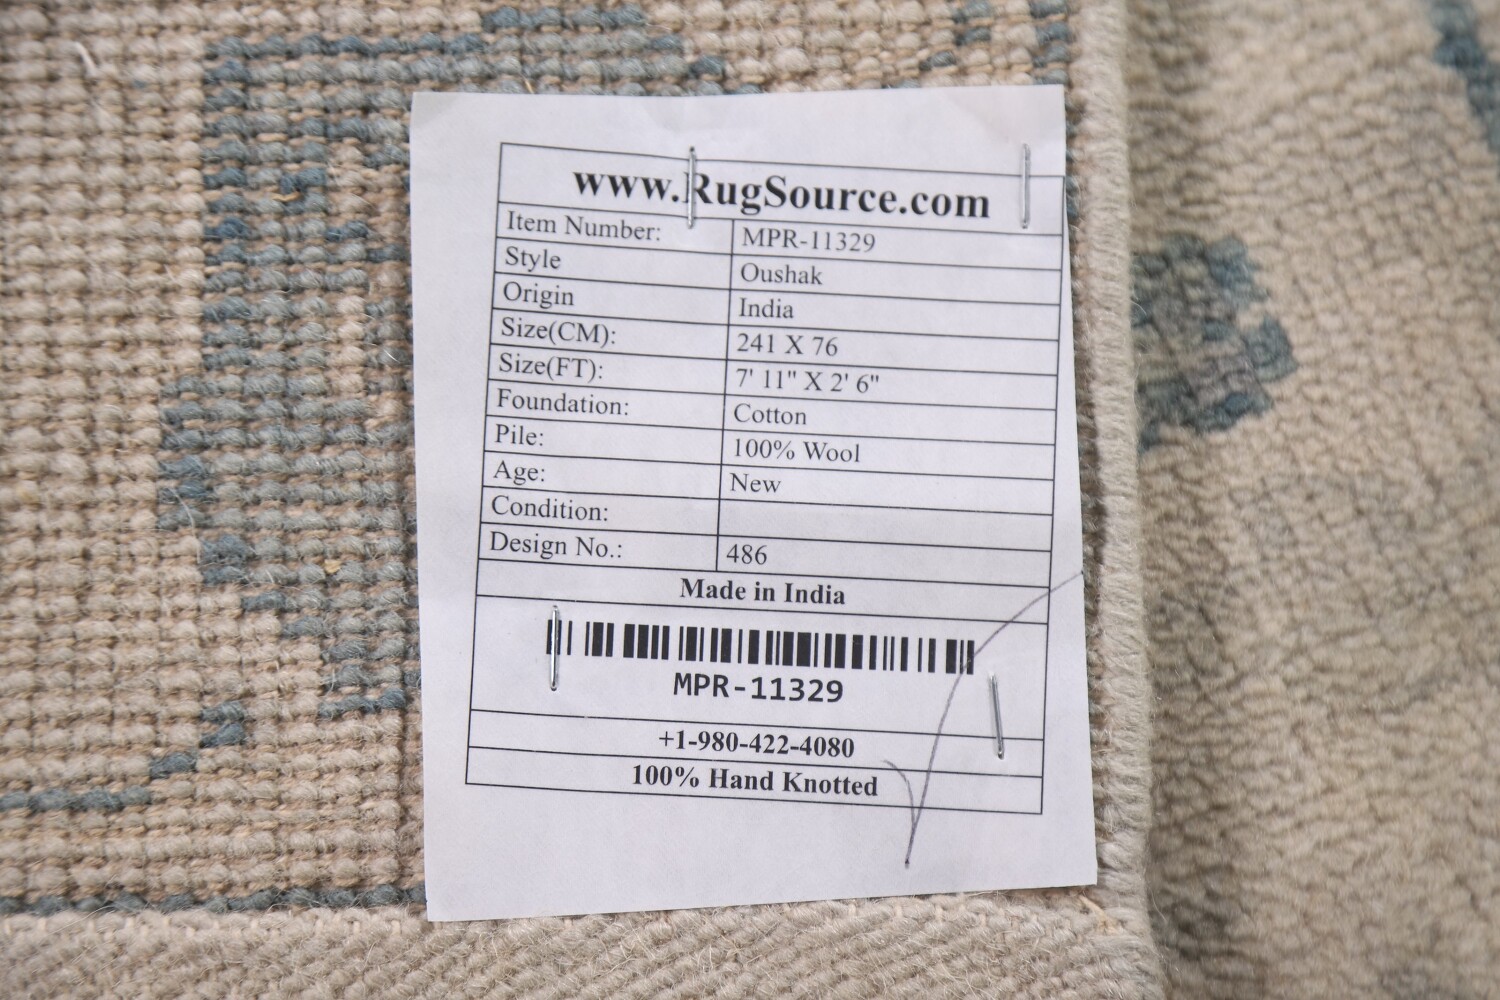 www.RugSource.com
Item Number: MPR-11329
Style Oushak
Origin India
Size(CM): 241 X 76
Size(FT): 7' 11" X 2' 6"
Foundation: Cotton
Pile: 100% Wool
Age: New
Condition:
Design No.: 486
Made in India
MPR-11329
+1-980-422-4080
100% Hand Knotted